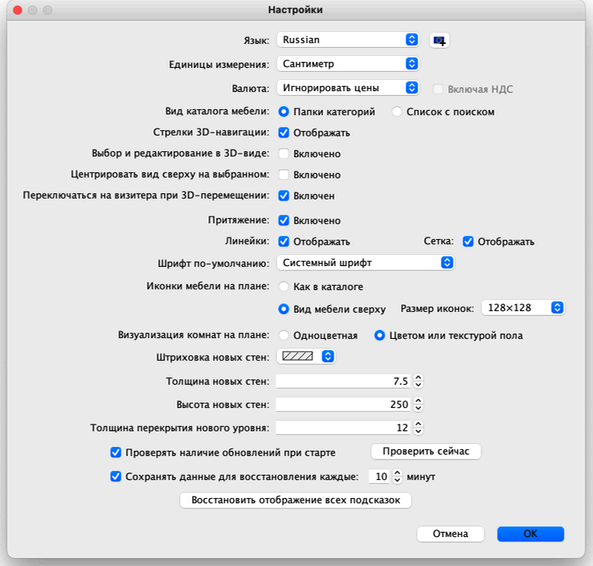 Настройки
Язык: Russian
Единицы измерения: Сантиметр
Валюта: Игнорировать цены Включая НДС
Вид каталога мебели: Папки категорий Список с поиском
Стрелки 3D-навигации: Отображать
Выбор и редактирование в 3D-виде: Включено
Центрировать вид сверху на выбранном: Включено
Переключаться на визитера при 3D-перемещении: Включен
Притяжение: Включено
Линейки: Отображать Сетка: Отображать
Шрифт по-умолчанию: Системный шрифт
Иконки мебели на плане: Как в каталоге
Вид мебели сверху Размер иконок: 128×128
Визуализация комнат на плане: Одноцветная Цветом или текстурой пола
Штриховка новых стен:
Толщина новых стен: 7.5
Высота новых стен: 250
Толщина перекрытия нового уровня: 12
Проверять наличие обновлений при старте Проверить сейчас
Сохранять данные для восстановления каждые: 10 минут
Восстановить отображение всех подсказок
Отмена OK